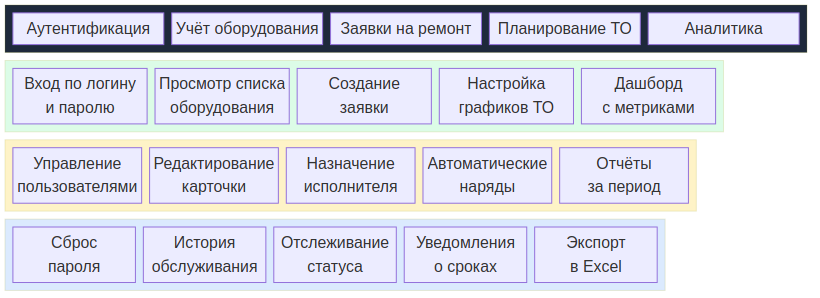 Аутентификация
Учёт оборудования
Заявки на ремонт
Планирование ТО
Аналитика
Вход по логину
и паролю
Просмотр списка
оборудования
Создание
заявки
Настройка
графиков ТО
Дашборд
с метриками
Управление
пользователями
Редактирование
карточки
Назначение
исполнителя
Автоматические
наряды
Отчёты
за период
Сброс
пароля
История
обслуживания
Отслеживание
статуса
Уведомления
о сроках
Экспорт
в Excel